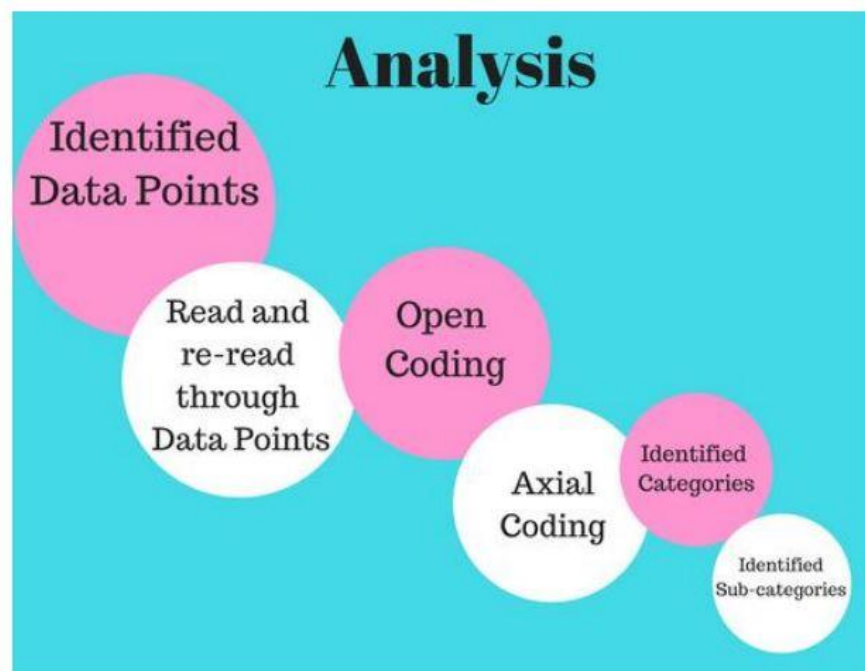 Analysis
Identified
Data Points
Read and
re-read
through
Data Points
Open
Coding
Axial
Coding
Identified
Categories
Identified
Sub-categories